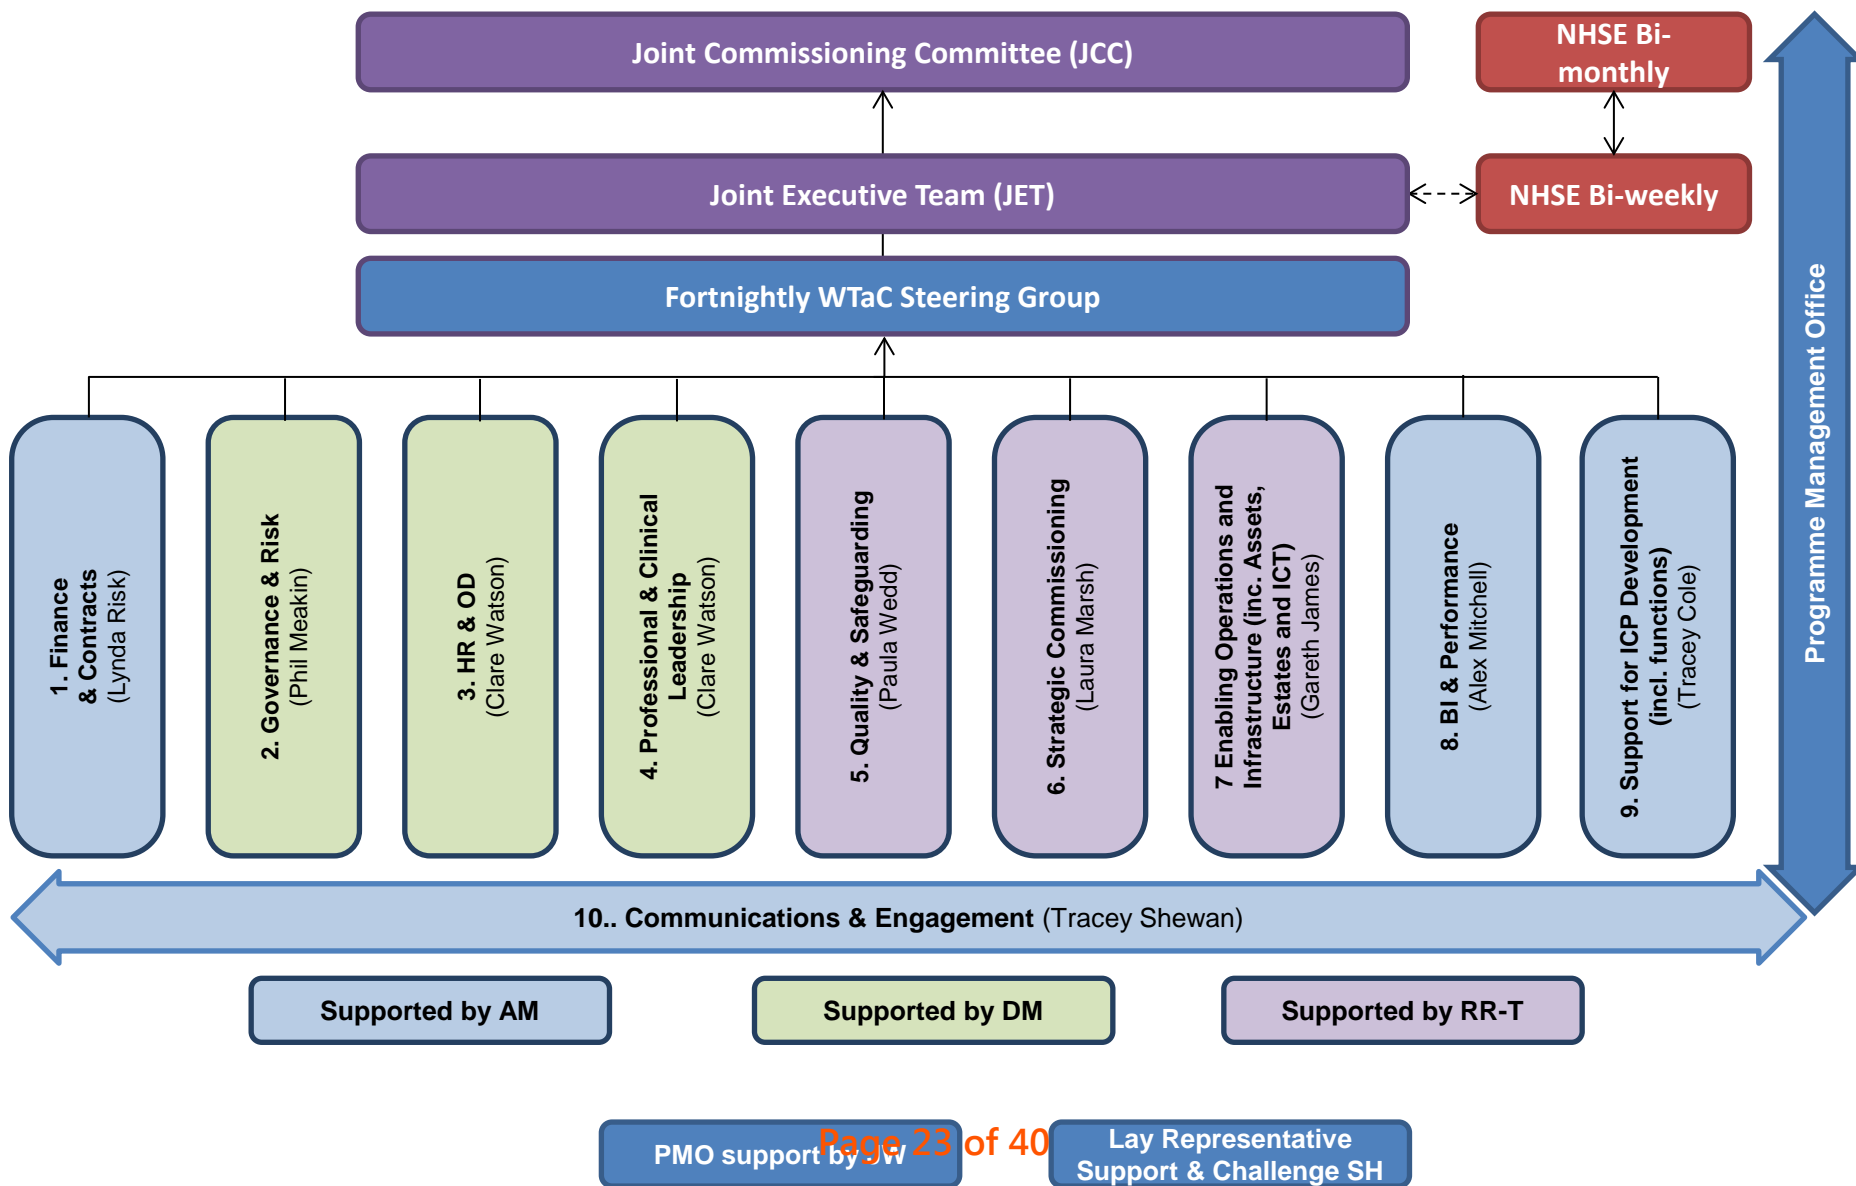 Joint Commissioning Committee (JCC)
NHSE Bi-
monthly
Joint Executive Team (JET)
NHSE Bi-weekly
Fortnightly WTaC Steering Group
Programme Management Office
1. Finance
& Contracts
(Lynda Risk)
2. Governance & Risk
(Phil Meakin)
3. HR & OD
(Clare Watson)
4. Professional & Clinical
Leadership
(Clare Watson)
5. Quality & Safeguarding
(Paula Wedd)
6. Strategic Commissioning
(Laura Marsh)
7 Enabling Operations and
Infrastructure (inc. Assets,
Estates and ICT)
(Gareth James)
8. BI & Performance
(Alex Mitchell)
9. Support for ICP Development
(incl. functions)
(Tracey Cole)
10.. Communications & Engagement (Tracey Shewan)
Supported by AM
Supported by DM
Supported by RR-T
PMO support by JW
Page 23 of 40
Lay Representative
Support & Challenge SH